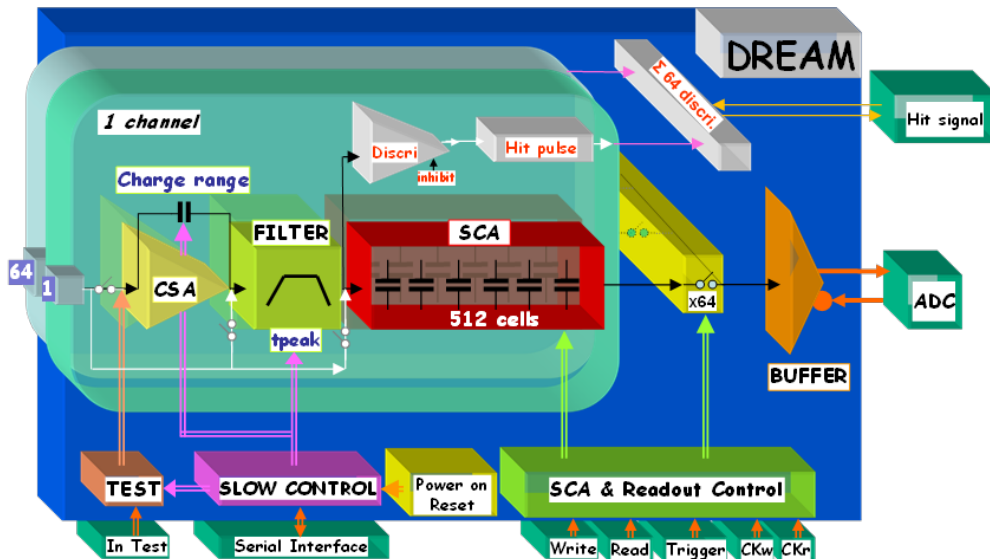 DREAM
Σ 64 discri.
Hit signal
1 channel
Discri
Hit pulse
inhibit
Charge range
FILTER
SCA
64
1
CSA
x64
ADC
512 cells
tpeak
BUFFER
TEST
SLOW CONTROL
Power on
Reset
SCA & Readout Control
In Test
Serial Interface
Write
Read
Trigger
CKw
CKr